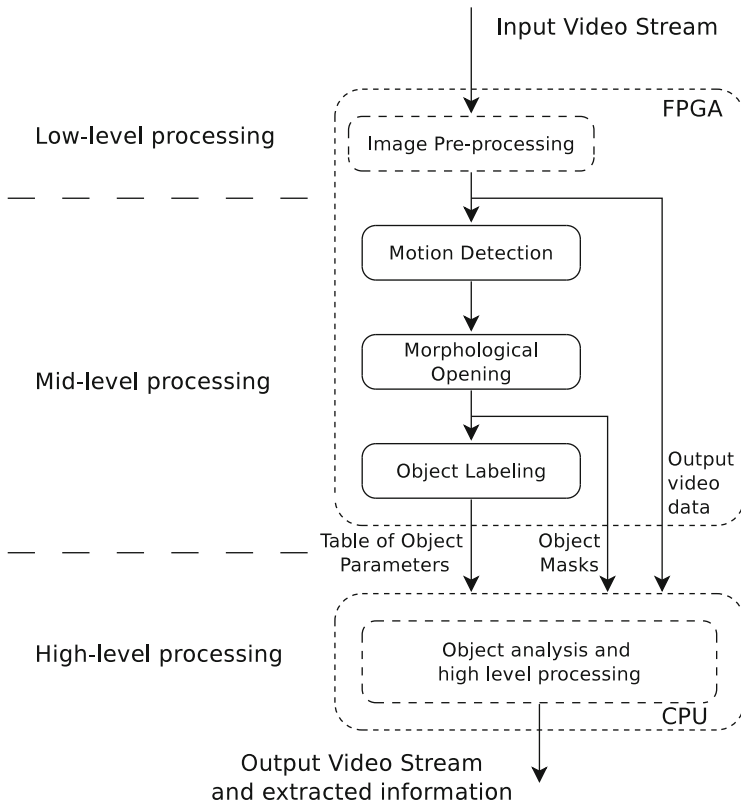 Input Video Stream
FPGA
Low-level processing
Image Pre-processing
Motion Detection
Mid-level processing
Morphological
Opening
Object Labeling
Output
video
data
Table of Object
Parameters
Object
Masks
High-level processing
Object analysis and
high level processing
CPU
Output Video Stream
and extracted information